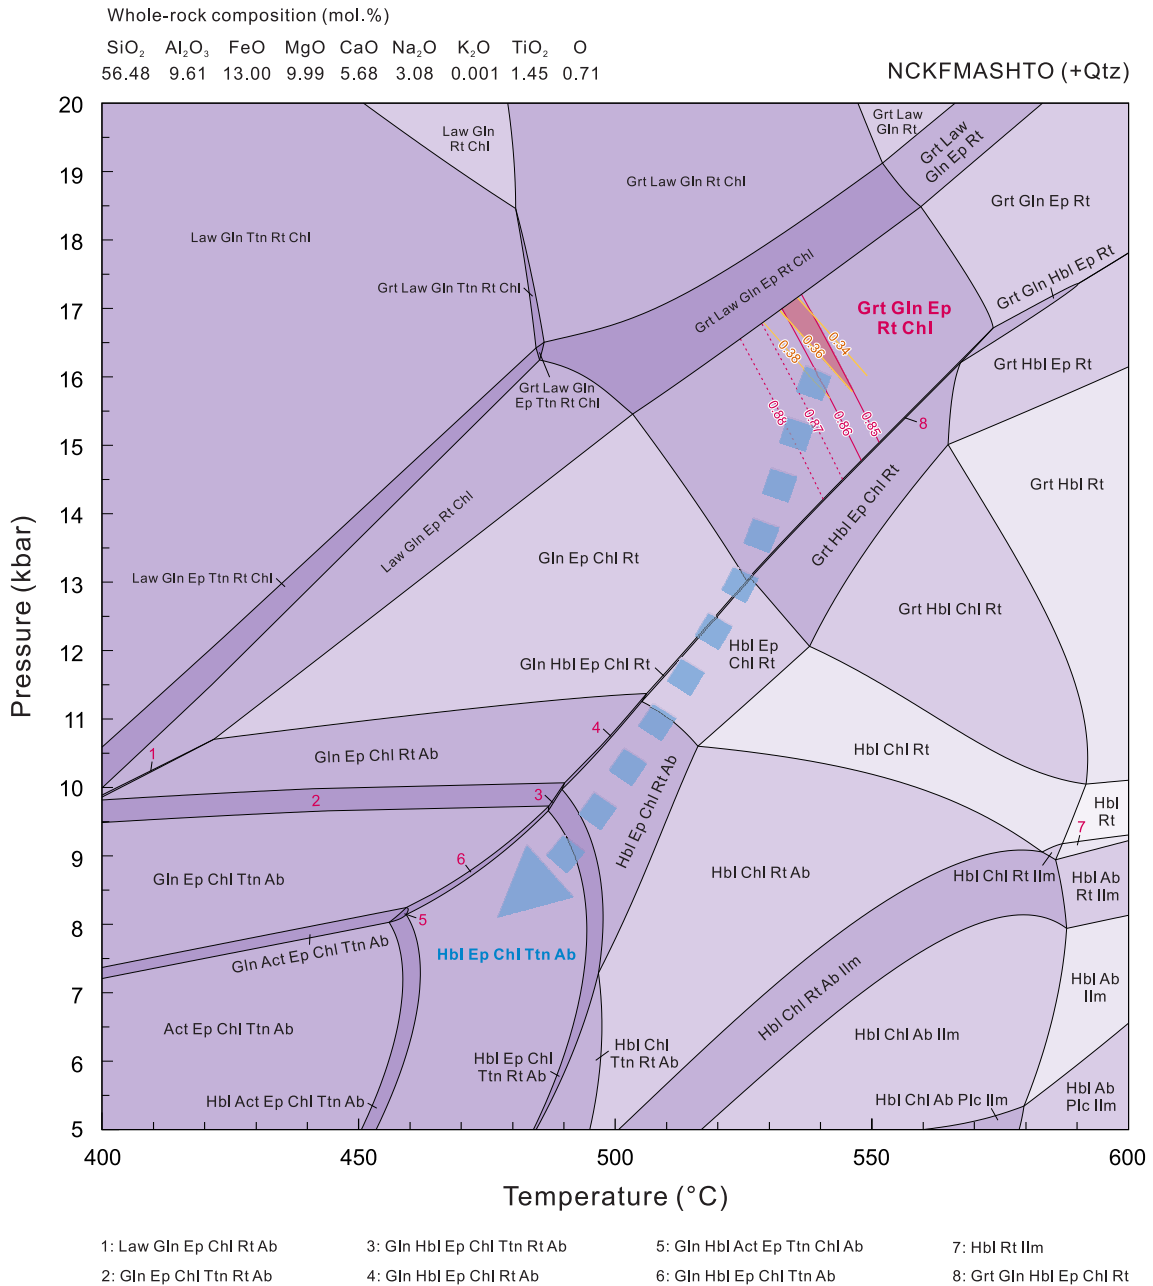 Whole-rock composition (mol.%)
SiO₂ Al₂O₃ FeO MgO CaO Na₂O K₂O TiO₂ O
56.48 9.61 13.00 9.99 5.68 3.08 0.001 1.45 0.71
NCKFMASHTO (+Qtz)
20
19
18
17
16
15
14
13
12
11
10
9
8
7
6
5
Pressure (kbar)
Law Gln
Rt Chl
Grt Law
Gln Rt
Grt Law
Gln Ep Rt
Grt Law Gln Rt Chl
Grt Gln Ep Rt
Law Gln Ttn Rt Chl
Grt Law Gln Ttn Rt Chl
Grt Law Gln Ep Rt Chl
Grt Gln Hbl Ep Rt
Grt Gln Ep
Rt Chl
0.34
0.36
0.38
Grt Hbl Ep Rt
Grt Law Gln
Ep Ttn Rt Chl
0.88
0.87
0.86
0.85
8
Grt Hbl Rt
Law Gln Ep Rt Chl
Grt Hbl Ep Chl Rt
Gln Ep Chl Rt
Law Gln Ep Ttn Rt Chl
Grt Hbl Chl Rt
Hbl Ep
Chl Rt
Gln Hbl Ep Chl Rt
4
1
Gln Ep Chl Rt Ab
Hbl Chl Rt
2
3
Hbl Ep Chl Rt Ab
Hbl
Rt
7
6
Gln Ep Chl Ttn Ab
Hbl Chl Rt Ab
Hbl Chl Rt Ilm
Hbl Ab
Rt Ilm
5
Gln Act Ep Chl Ttn Ab
Hbl Ep Chl Ttn Ab
Hbl Chl Rt Ab Ilm
Hbl Ab
Ilm
Act Ep Chl Ttn Ab
Hbl Chl Ab Ilm
Hbl Ep Chl
Ttn Rt Ab
Hbl Chl
Ttn Rt Ab
Hbl Act Ep Chl Ttn Ab
Hbl Chl Ab Plc Ilm
Hbl Ab
Plc Ilm
400 450 500 550 600
Temperature (°C)
1: Law Gln Ep Chl Rt Ab 3: Gln Hbl Ep Chl Ttn Rt Ab 5: Gln Hbl Act Ep Ttn Chl Ab 7: Hbl Rt Ilm
2: Gln Ep Chl Ttn Rt Ab 4: Gln Hbl Ep Chl Rt Ab 6: Gln Hbl Ep Chl Ttn Ab 8: Grt Gln Hbl Ep Chl Rt